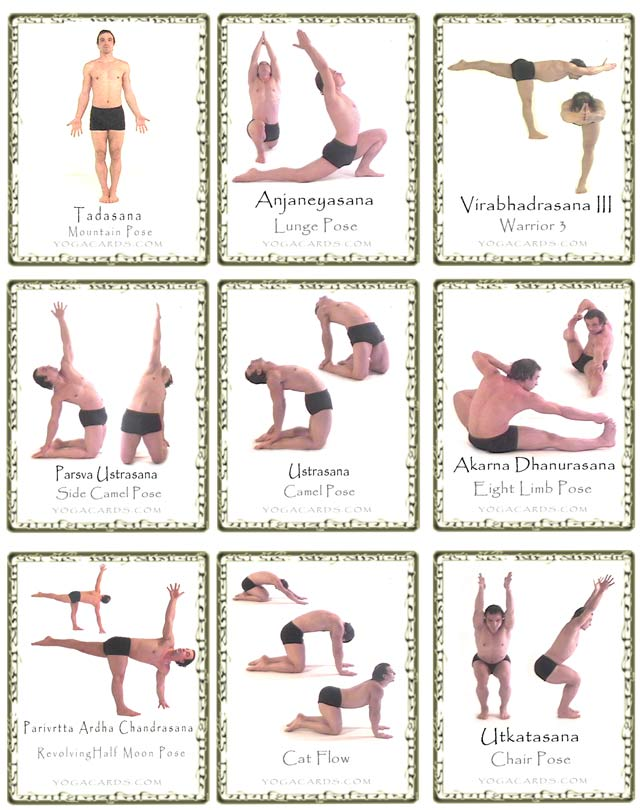 Tadasana
Mountain Pose
YOGACARDS.COM
Anjaneyasana
Lunge Pose
YOGACARDS.COM
Virabhadrasana III
Warrior 3
YOGACARDS.COM
Parsva Ustrasana
Side Camel Pose
YOGACARDS.COM
Ustrasana
Camel Pose
YOGACARDS.COM
Akarna Dhanurasana
Eight Limb Pose
YOGACARDS.COM
Parivrtta Ardha Chandrasana
RevolvingHalf Moon Pose
YOGACARDS.COM
Cat Flow
YOGACARDS.COM
Utkatasana
Chair Pose
YOGACARDS.COM